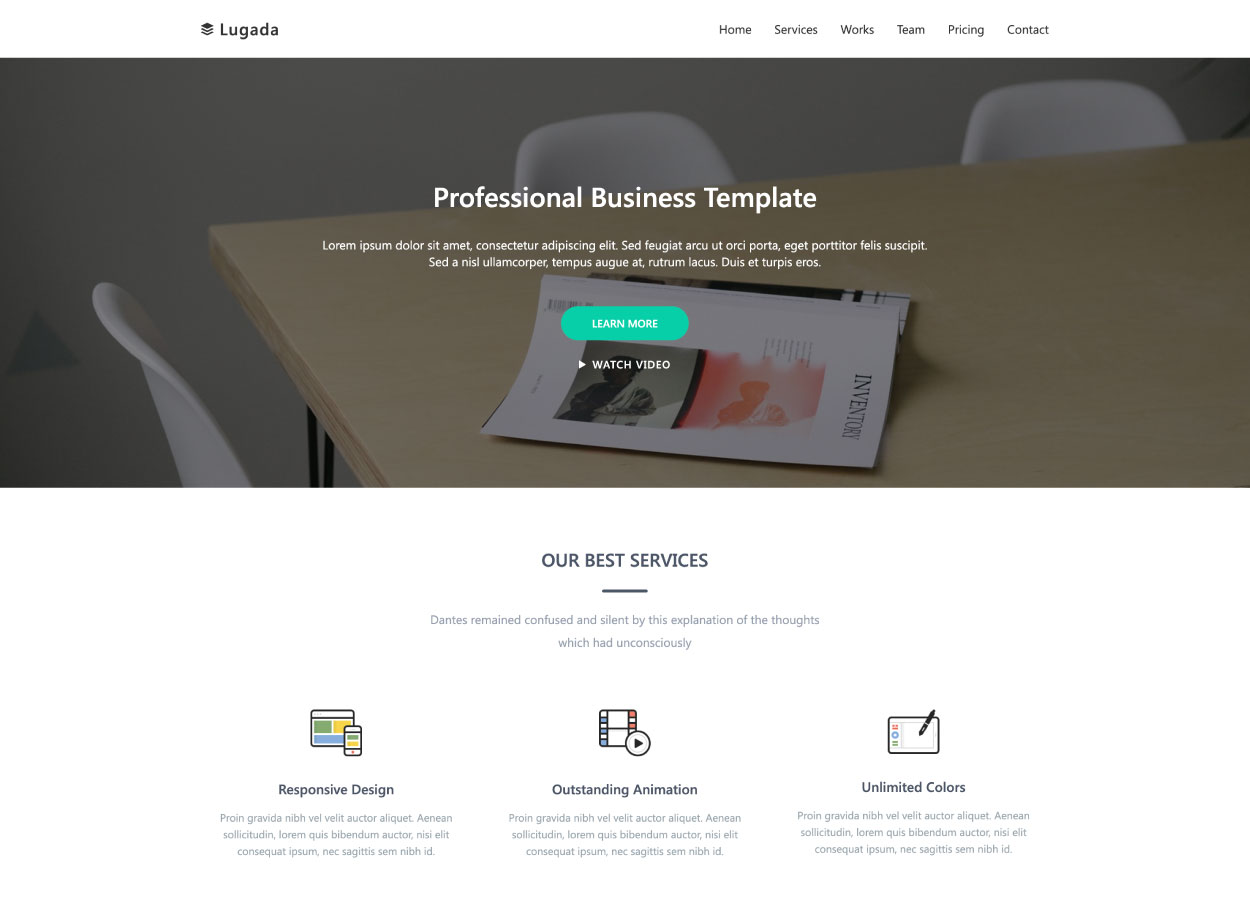 Lugada
Home Services Works Team Pricing Contact
Professional Business Template
Lorem ipsum dolor sit amet, consectetur adipiscing elit. Sed feugiat arcu ut orci porta, eget porttitor felis suscipit.
Sed a nisl ullamcorper, tempus augue at, rutrum lacus. Duis et turpis eros.
LEARN MORE
WATCH VIDEO
INVENTORY
OUR BEST SERVICES
Dantes remained confused and silent by this explanation of the thoughts
which had unconsciously
Responsive Design
Proin gravida nibh vel velit auctor aliquet. Aenean
sollicitudin, lorem quis bibendum auctor, nisi elit
consequat ipsum, nec sagittis sem nibh id.
Outstanding Animation
Proin gravida nibh vel velit auctor aliquet. Aenean
sollicitudin, lorem quis bibendum auctor, nisi elit
consequat ipsum, nec sagittis sem nibh id.
Unlimited Colors
Proin gravida nibh vel velit auctor aliquet. Aenean
sollicitudin, lorem quis bibendum auctor, nisi elit
consequat ipsum, nec sagittis sem nibh id.